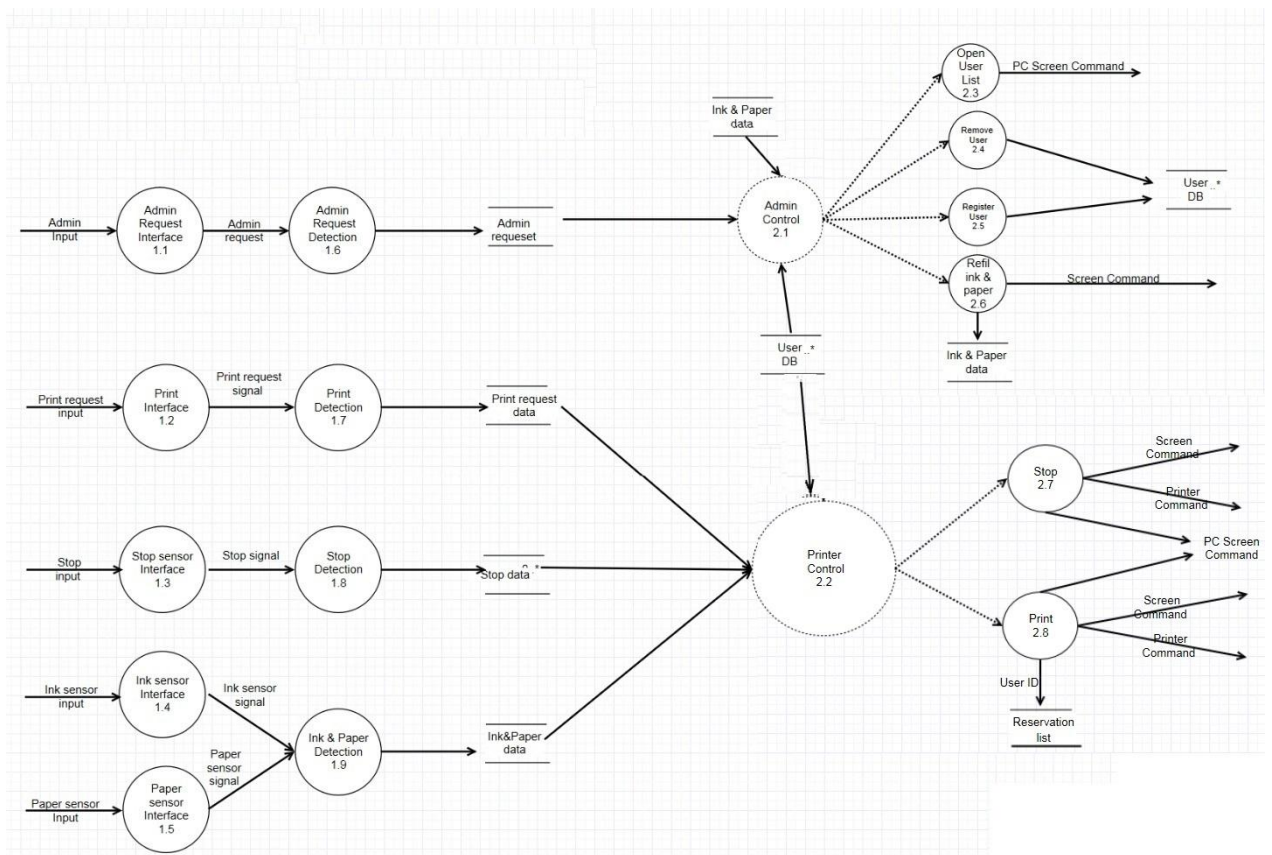 Open
User
List
2.3
PC Screen Command
Ink & Paper
data
Remove
User
2.4
User ..*
DB
Admin
Input
Admin
Request
Interface
1.1
Admin
request
Admin
Request
Detection
1.6
Admin
requeset
Admin
Control
2.1
Register
User
2.5
Refil
ink &
paper
2.6
Screen Command
User ..*
DB
Ink & Paper
data
Print request
input
Print
Interface
1.2
Print request
signal
Print
Detection
1.7
Print request
data
Stop
2.7
Screen
Command
Printer
Command
PC Screen
Command
Stop
input
Stop sensor
Interface
1.3
Stop signal
Stop
Detection
1.8
Stop data
Printer
Control
2.2
Print
2.8
Screen
Command
Printer
Command
User ID
Reservation
list
Ink sensor
input
Ink sensor
Interface
1.4
Ink sensor
signal
Ink & Paper
Detection
1.9
Ink&Paper
data
Paper
sensor
signal
Paper sensor
Input
Paper
sensor
Interface
1.5